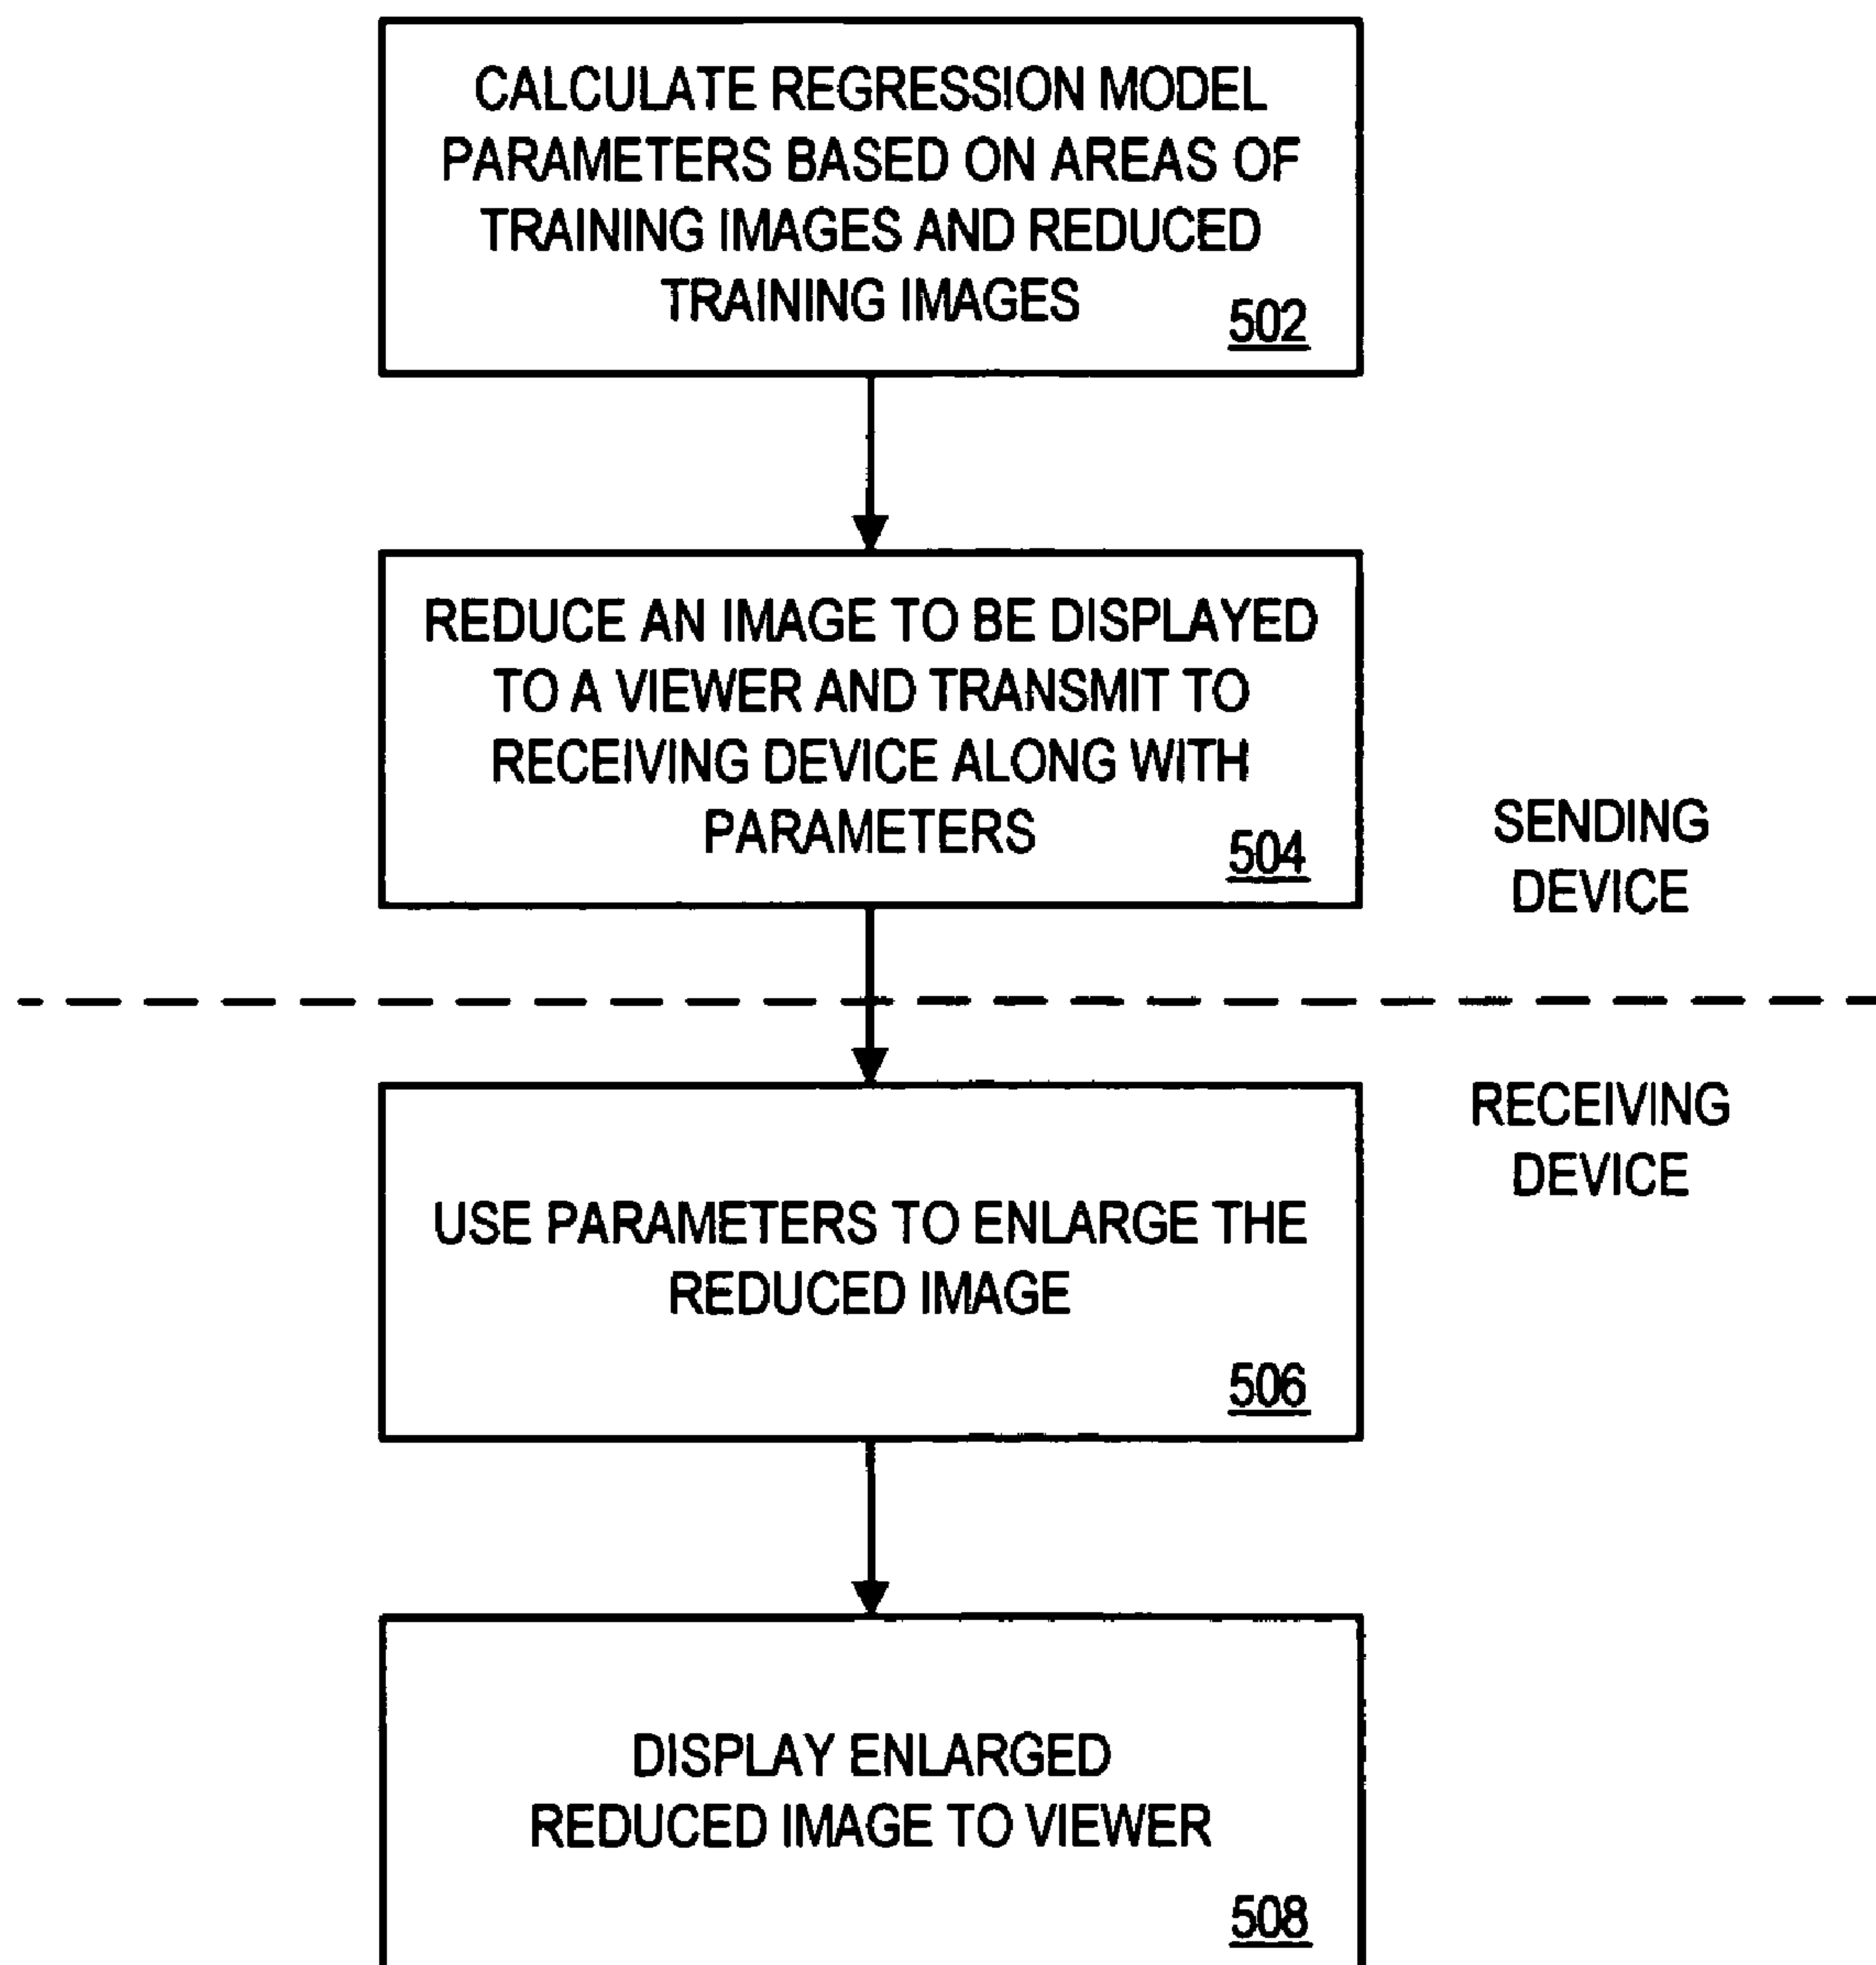 CALCULATE REGRESSION MODEL
PARAMETERS BASED ON AREAS OF
TRAINING IMAGES AND REDUCED
TRAINING IMAGES
502
REDUCE AN IMAGE TO BE DISPLAYED
TO A VIEWER AND TRANSMIT TO
RECEIVING DEVICE ALONG WITH
PARAMETERS
504
SENDING
DEVICE
RECEIVING
DEVICE
USE PARAMETERS TO ENLARGE THE
REDUCED IMAGE
506
DISPLAY ENLARGED
REDUCED IMAGE TO VIEWER
508